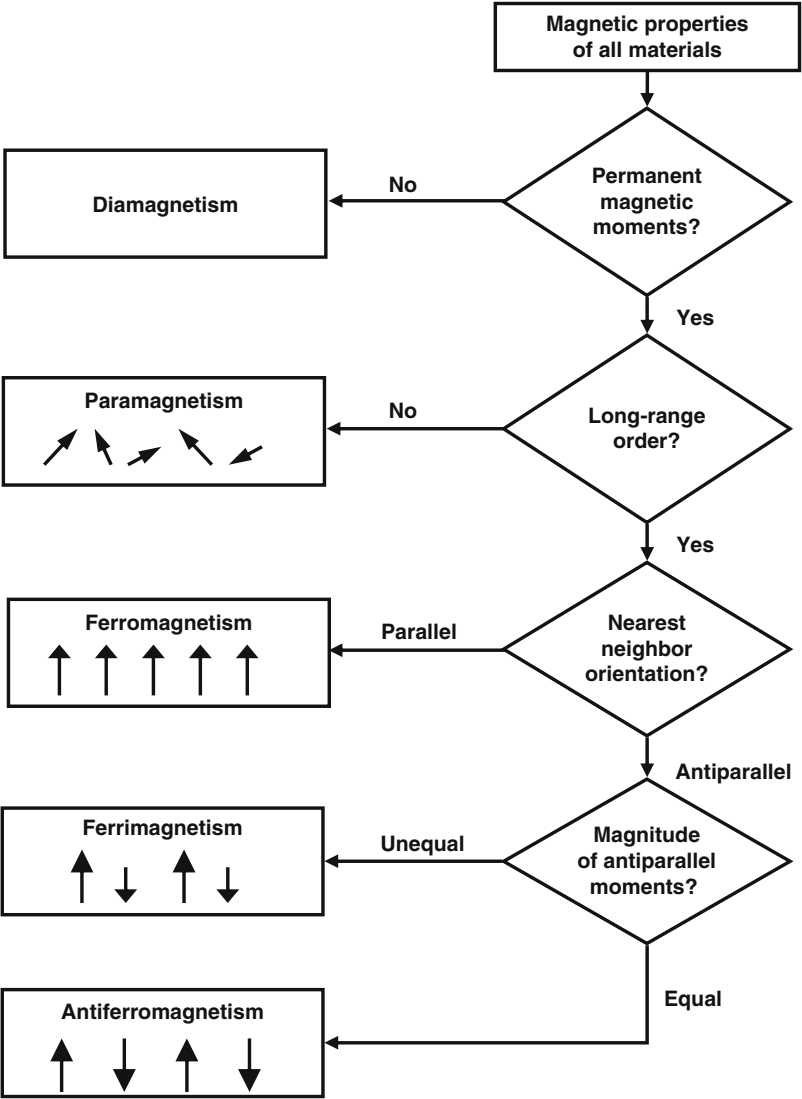 Magnetic properties
of all materials
Permanent
magnetic
moments?
No
Diamagnetism
Yes
Long-range
order?
No
Paramagnetism
Yes
Nearest
neighbor
orientation?
Parallel
Ferromagnetism
Antiparallel
Magnitude
of antiparallel
moments?
Unequal
Ferrimagnetism
Equal
Antiferromagnetism